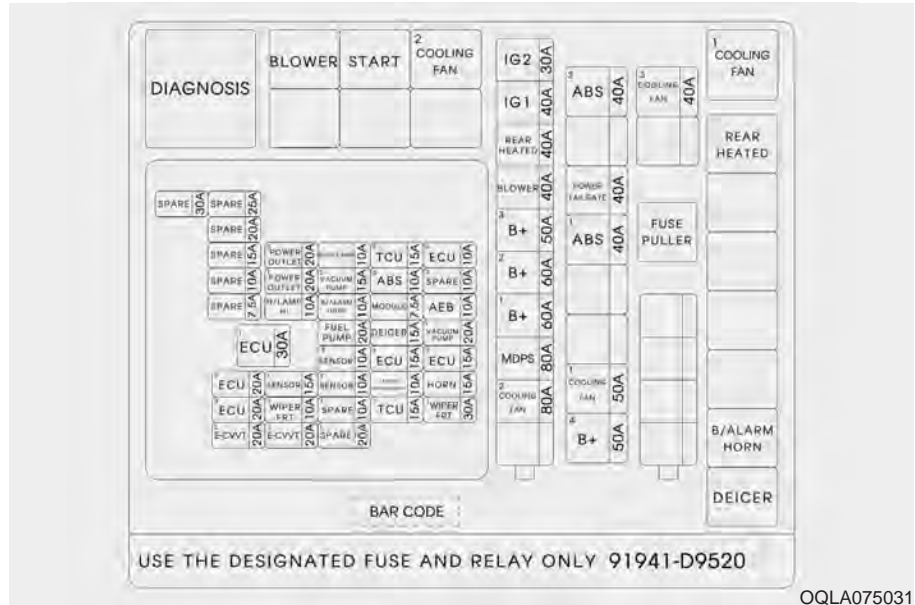 DIAGNOSIS
BLOWER
START
2
COOLING
FAN
IG2 30A
IG1 40A
REAR
HEATED 40A
BLOWER 40A
3
B+ 50A
2
B+ 60A
1
B+ 60A
MDPS 80A
2
COOLING
FAN 80A
ABS 40A
POWER
TAILGATE 40A
1
ABS 40A
1
COOLING
FAN 50A
4
B+ 50A
3
COOLING
FAN 40A
FUSE
PULLER
1
COOLING
FAN
REAR
HEATED
B/ALARM
HORN
DEICER
SPARE 30A SPARE 25A
SPARE 20A
SPARE 15A POWER
OUTLET 20A 10A TCU 15A ECU 10A
SPARE 10A POWER
OUTLET 20A VACUUM
PUMP 15A ABS 10A SPARE 10A
SPARE 7.5A H/LAMP
HI 10A B/ALARM
HORN 10A MODULE 7.5A AEB 10A
ECU 30A FUEL
PUMP 20A DEICER 15A VACUUM
PUMP 20A
SENSOR 10A ECU 15A ECU 15A
ECU 20A SENSOR 15A SENSOR 10A 10A HORN 15A
ECU 20A WIPER
FRT 10A SPARE 10A TCU 15A WIPER
FRT 30A
E-CVVT 20A E-CVVT 20A SPARE 20A
BAR CODE
USE THE DESIGNATED FUSE AND RELAY ONLY 91941-D9520
OQLA075031